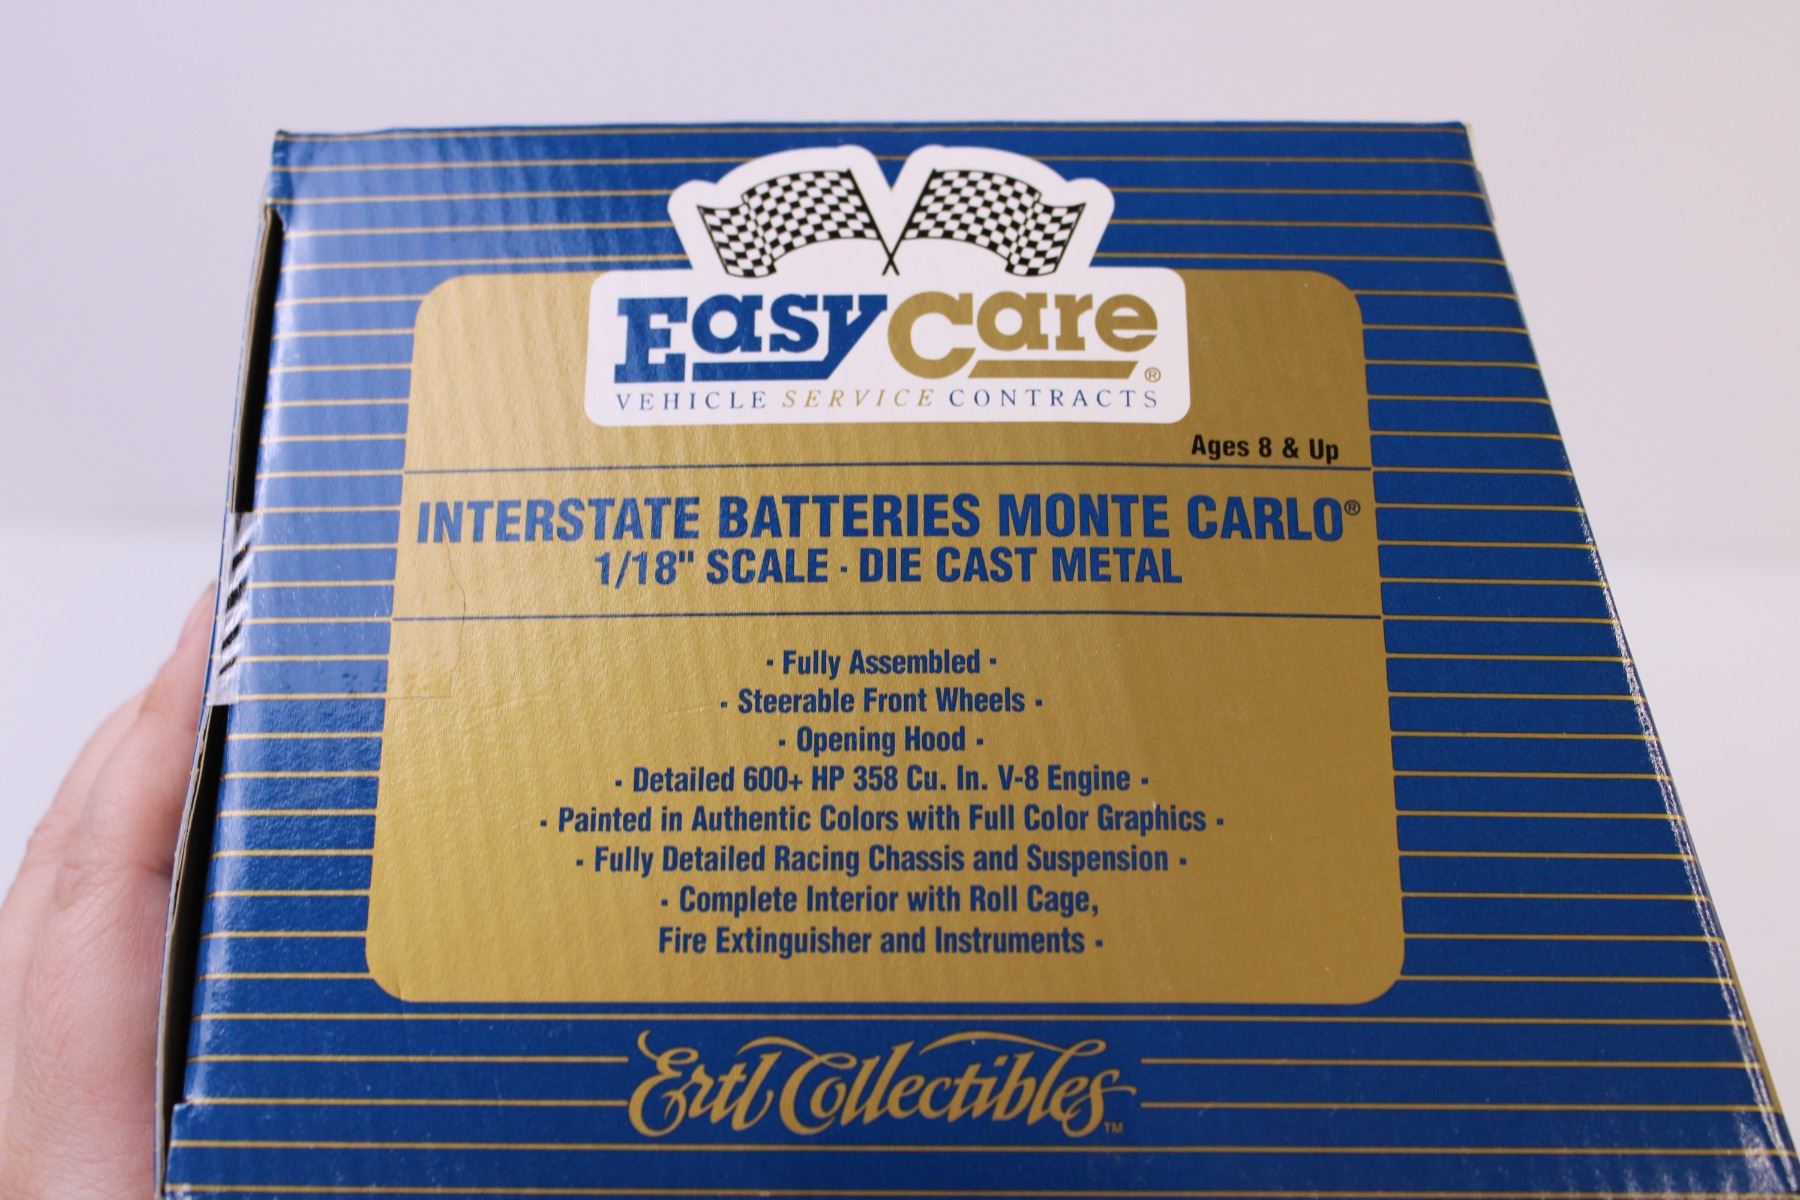 EasyCare®
VEHICLE SERVICE CONTRACTS
Ages 8 & Up
INTERSTATE BATTERIES MONTE CARLO®
1/18" SCALE · DIE CAST METAL
· Fully Assembled ·
· Steerable Front Wheels ·
· Opening Hood ·
· Detailed 600+ HP 358 Cu. In. V-8 Engine ·
· Painted in Authentic Colors with Full Color Graphics ·
· Fully Detailed Racing Chassis and Suspension ·
· Complete Interior with Roll Cage,
Fire Extinguisher and Instruments ·
Ertl Collectibles™